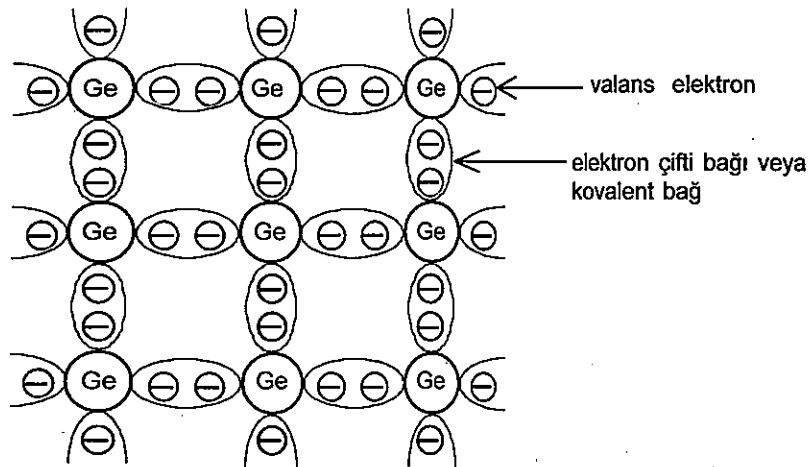 Ge Ge Ge
valans elektron
elektron çifti bağı veya
kovalent bağ
Ge Ge Ge
Ge Ge Ge